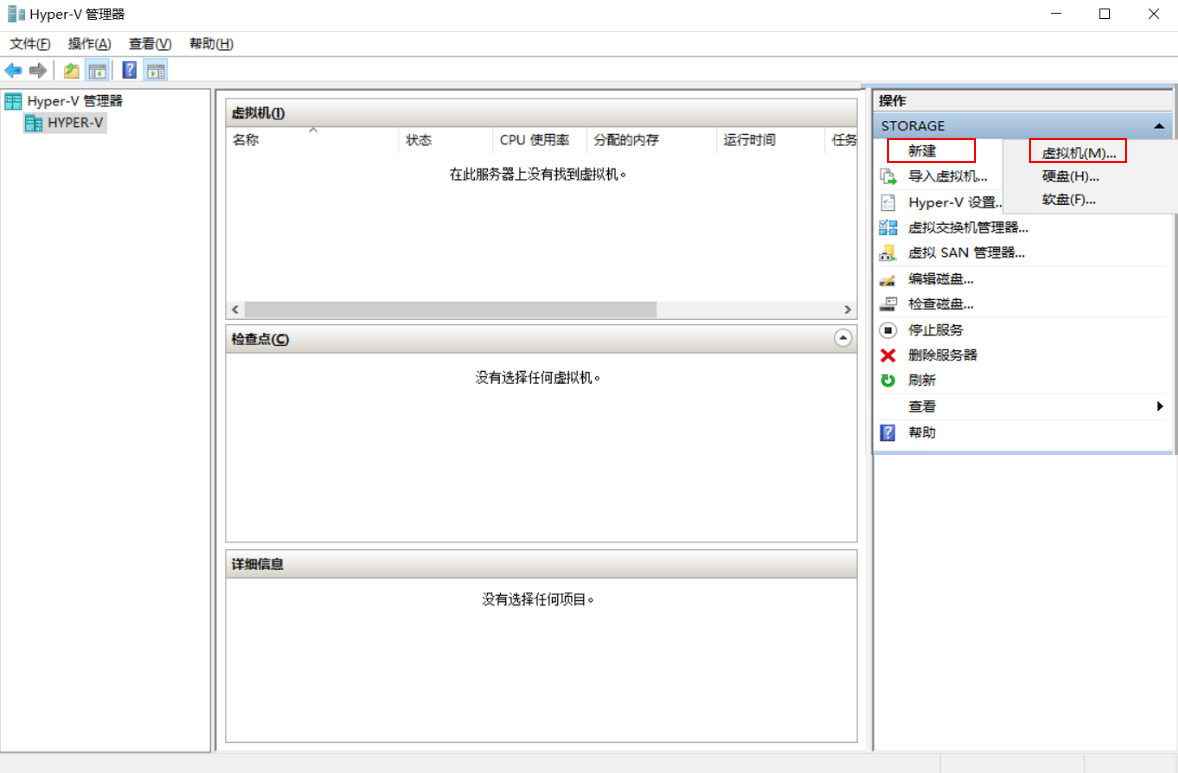 Hyper-V 管理器
文件(F) 操作(A) 查看(V) 帮助(H)
Hyper-V 管理器
HYPER-V
虚拟机(I)
名称 状态 CPU 使用率 分配的内存 运行时间 任务
在此服务器上没有找到虚拟机。
检查点(C)
没有选择任何虚拟机。
详细信息
没有选择任何项目。
操作
STORAGE
新建
虚拟机(M)...
硬盘(H)...
软盘(F)...
导入虚拟机...
Hyper-V 设置..
虚拟交换机管理器...
虚拟 SAN 管理器...
编辑磁盘...
检查磁盘...
停止服务
删除服务器
刷新
查看
帮助